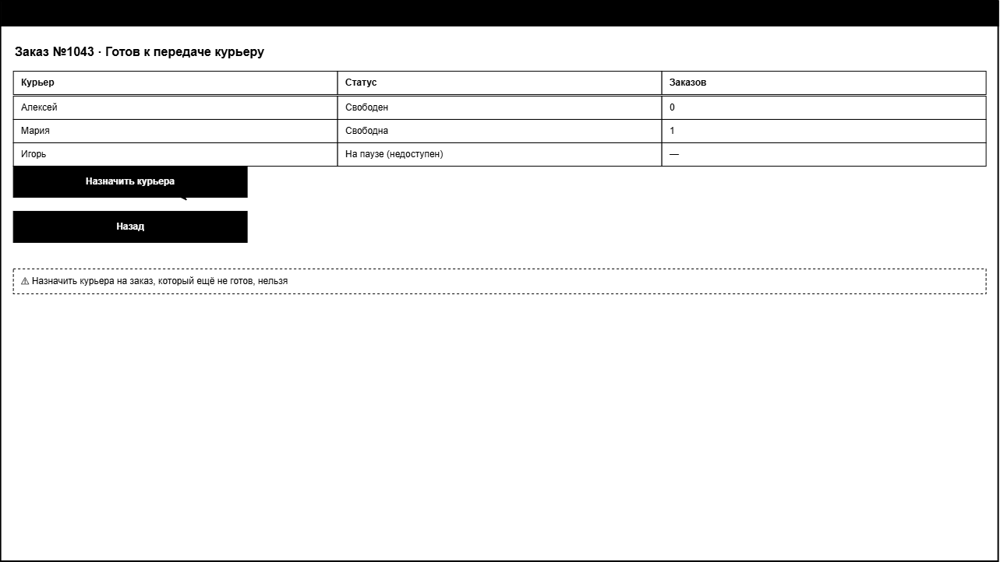 Заказ №1043 · Готов к передаче курьеру
Курьер Статус Заказов
Алексей Свободен 0
Мария Свободна 1
Игорь На паузе (недоступен) —
Назначить курьера
Назад
⚠ Назначить курьера на заказ, который ещё не готов, нельзя